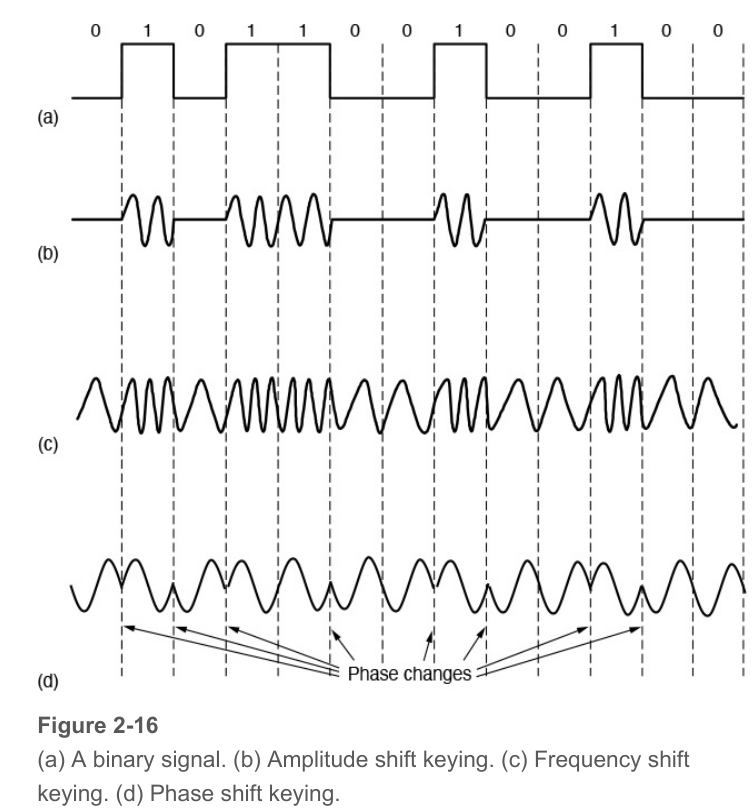 0 1 0 1 1 0 0 1 0 0 1 0 0
(a)
(b)
(c)
Phase changes
(d)
Figure 2-16
(a) A binary signal. (b) Amplitude shift keying. (c) Frequency shift
keying. (d) Phase shift keying.